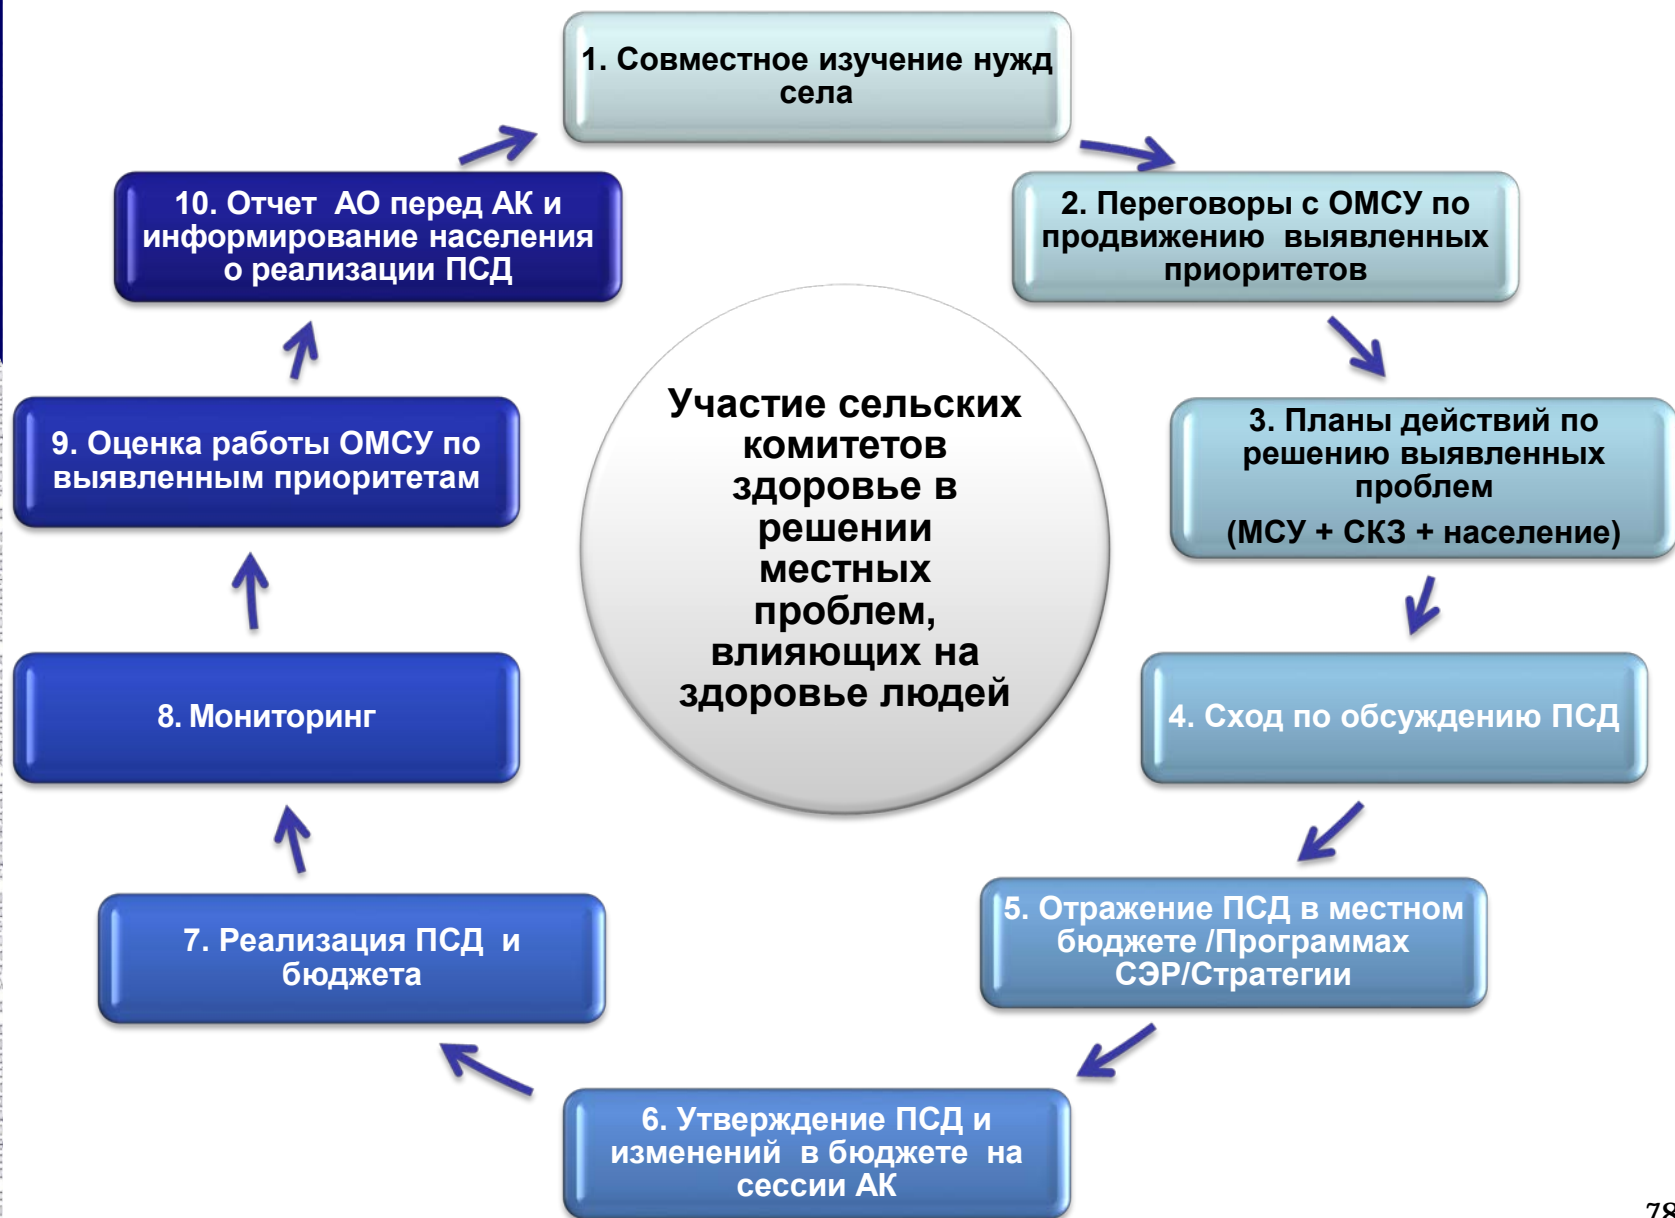 1. Совместное изучение нужд
села
10. Отчет АО перед АК и
информирование населения
о реализации ПСД
2. Переговоры с ОМСУ по
продвижению выявленных
приоритетов
Участие сельских
комитетов
здоровье в
решении
местных
проблем,
влияющих на
здоровье людей
9. Оценка работы ОМСУ по
выявленным приоритетам
3. Планы действий по
решению выявленных
проблем
(МСУ + СКЗ + население)
8. Мониторинг
4. Сход по обсуждению ПСД
7. Реализация ПСД и
бюджета
5. Отражение ПСД в местном
бюджете /Программах
СЭР/Стратегии
6. Утверждение ПСД и
изменений в бюджете на
сессии АК
78